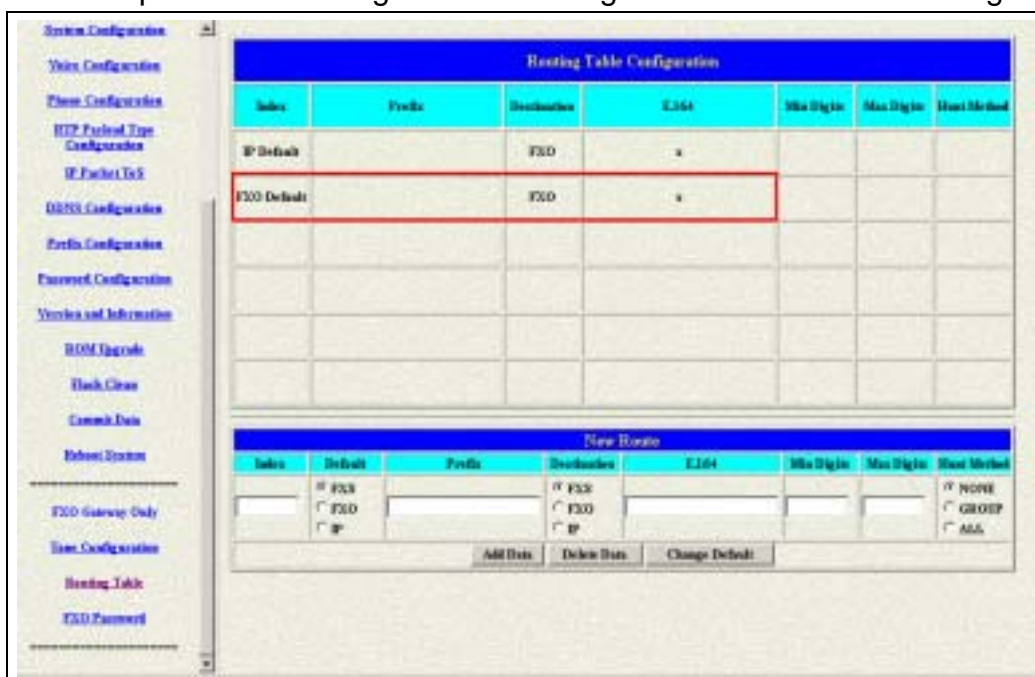 System Configuration
Voice Configuration
Phone Configuration
RTP Payload Type
Configuration
IP Packet ToS
DDNS Configuration
Prefix Configuration
Password Configuration
Version and Information
ROM Upgrade
Flash Clean
Commit Data
Reboot System
FXO Gateway Only
Tone Configuration
Routing Table
FXO Password
Routing Table Configuration
Index Prefix Destination E.164 Min Digits Max Digits Hunt Method
IP Default FXO x
FXO Default FXO x
New Route
Index Default Prefix Destination E.164 Min Digits Max Digits Hunt Method
FXS FXS NONE
FXO FXO GROUP
IP IP ALL
Add Data Delete Data Change Default